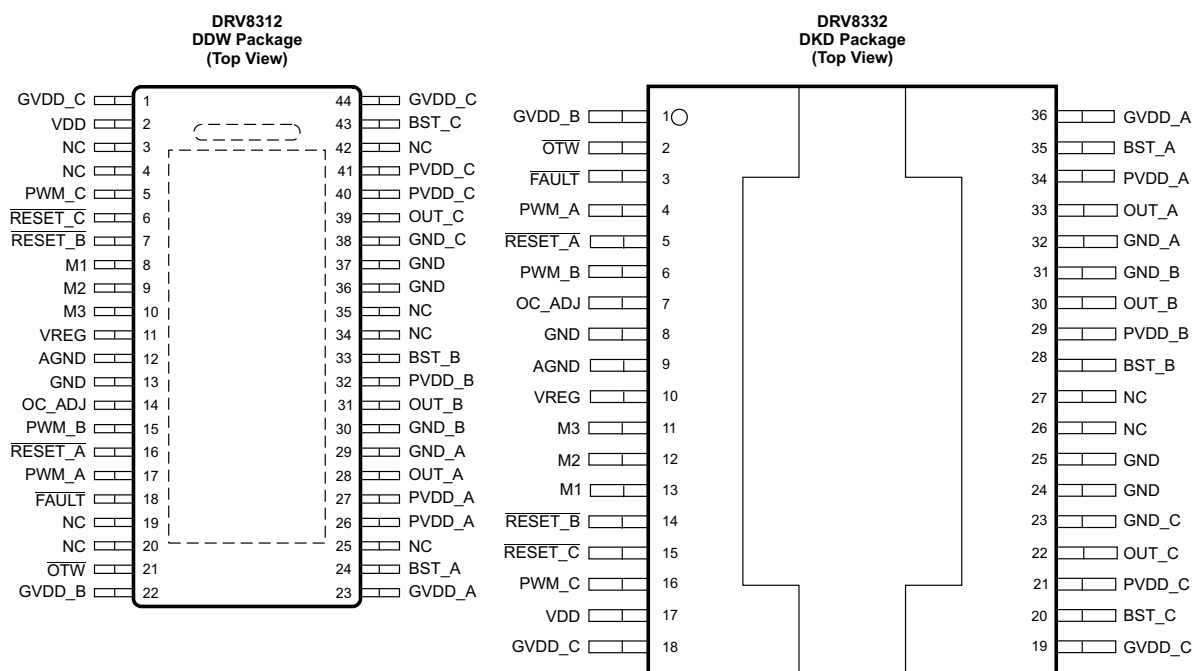 DRV8312
DDW Package
(Top View)
GVDD_C 1 44 GVDD_C
VDD 2 43 BST_C
NC 3 42 NC
NC 4 41 PVDD_C
PWM_C 5 40 PVDD_C
RESET_C 6 39 OUT_C
RESET_B 7 38 GND_C
M1 8 37 GND
M2 9 36 GND
M3 10 35 NC
VREG 11 34 NC
AGND 12 33 BST_B
GND 13 32 PVDD_B
OC_ADJ 14 31 OUT_B
PWM_B 15 30 GND_B
RESET_A 16 29 GND_A
PWM_A 17 28 OUT_A
FAULT 18 27 PVDD_A
NC 19 26 PVDD_A
NC 20 25 NC
OTW 21 24 BST_A
GVDD_B 22 23 GVDD_A
DRV8332
DKD Package
(Top View)
GVDD_B 1 36 GVDD_A
OTW 2 35 BST_A
FAULT 3 34 PVDD_A
PWM_A 4 33 OUT_A
RESET_A 5 32 GND_A
PWM_B 6 31 GND_B
OC_ADJ 7 30 OUT_B
GND 8 29 PVDD_B
AGND 9 28 BST_B
VREG 10 27 NC
M3 11 26 NC
M2 12 25 GND
M1 13 24 GND
RESET_B 14 23 GND_C
RESET_C 15 22 OUT_C
PWM_C 16 21 PVDD_C
VDD 17 20 BST_C
GVDD_C 18 19 GVDD_C